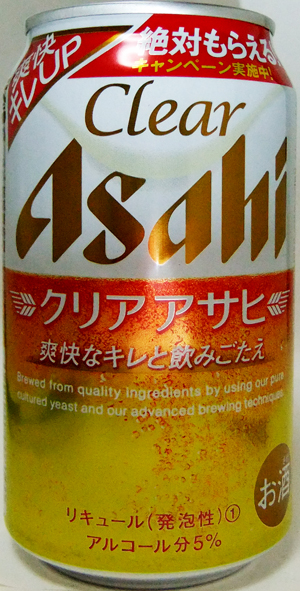 爽快
キレUP
絶対もらえる
キャンペーン実施中!
Clear
Asahi
クリア アサヒ
爽快なキレと飲みごたえ
Brewed from quality ingredients by using our pure
cultured yeast and our advanced brewing techniques.
お酒
リキュール(発泡性)①
アルコール分5%